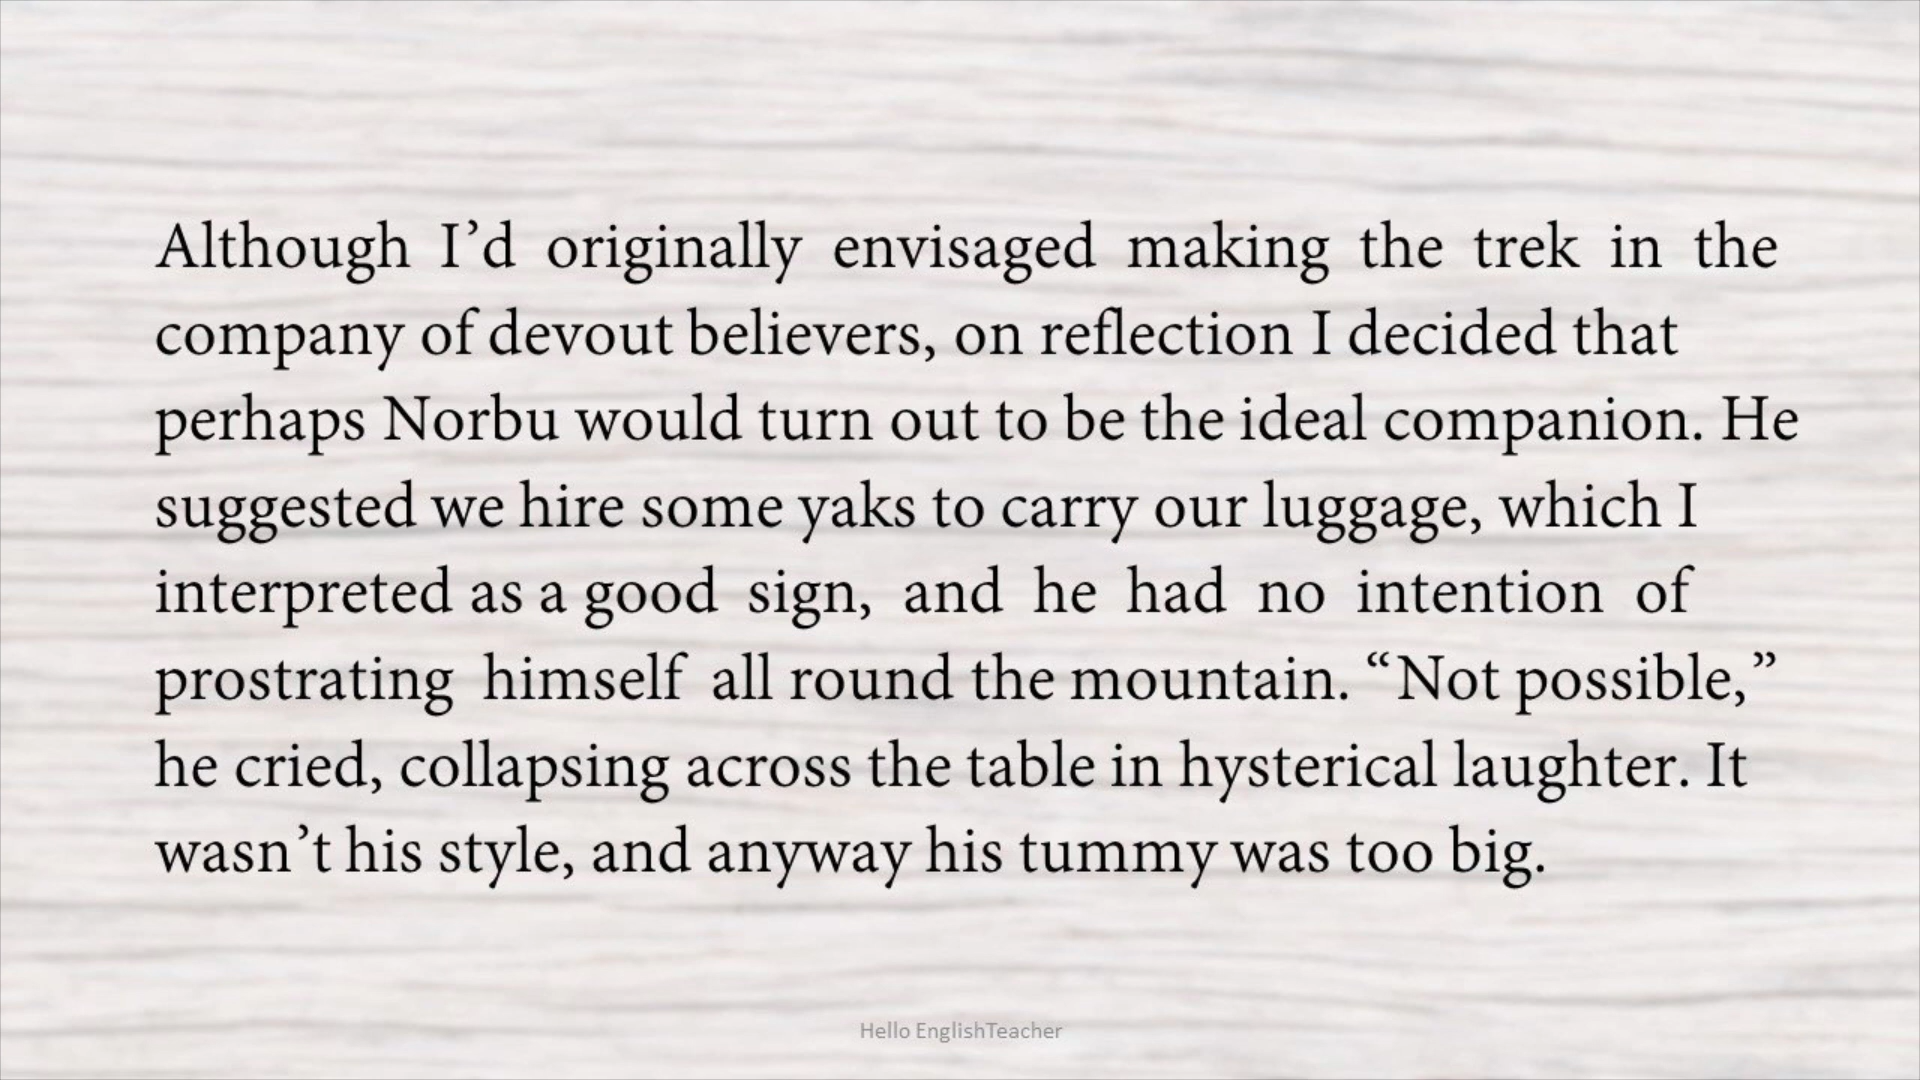 Although I’d originally envisaged making the trek in the
company of devout believers, on reflection I decided that
perhaps Norbu would turn out to be the ideal companion. He
suggested we hire some yaks to carry our luggage, which I
interpreted as a good sign, and he had no intention of
prostrating himself all round the mountain. “Not possible,”
he cried, collapsing across the table in hysterical laughter. It
wasn’t his style, and anyway his tummy was too big.
Hello EnglishTeacher